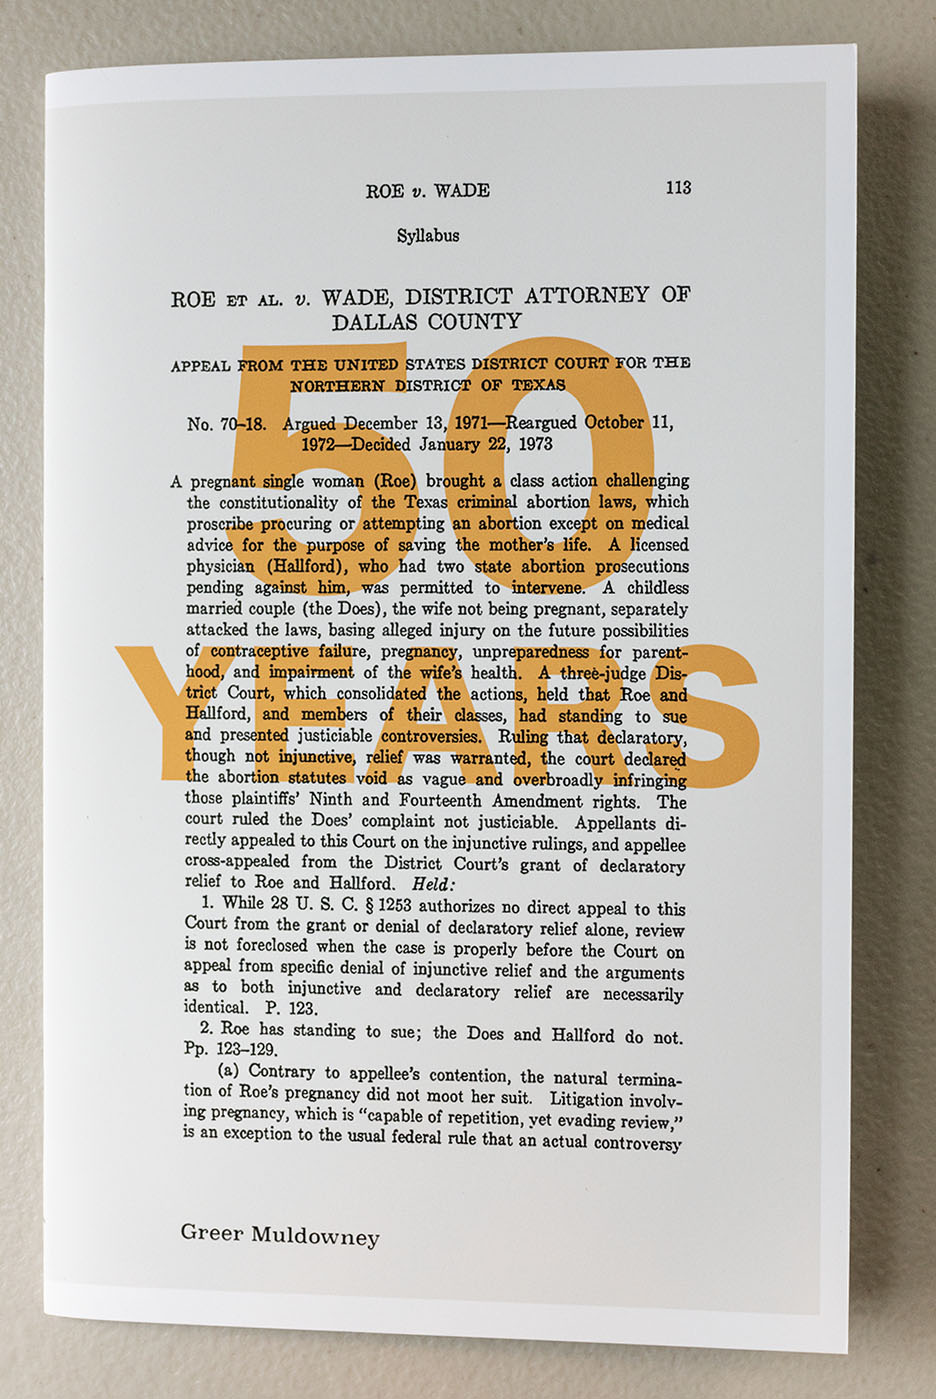 ROE v. WADE 113
Syllabus
ROE ET AL. v. WADE, DISTRICT ATTORNEY OF
DALLAS COUNTY
50
APPEAL FROM THE UNITED STATES DISTRICT COURT FOR THE
NORTHERN DISTRICT OF TEXAS
No. 70–18. Argued December 13, 1971—Reargued October 11,
1972—Decided January 22, 1973
A pregnant single woman (Roe) brought a class action challenging
the constitutionality of the Texas criminal abortion laws, which
proscribe procuring or attempting an abortion except on medical
advice for the purpose of saving the mother's life. A licensed
physician (Hallford), who had two state abortion prosecutions
pending against him, was permitted to intervene. A childless
married couple (the Does), the wife not being pregnant, separately
attacked the laws, basing alleged injury on the future possibilities
YEARS
of contraceptive failure, pregnancy, unpreparedness for parent-
hood, and impairment of the wife's health. A three-judge Dis-
trict Court, which consolidated the actions, held that Roe and
Hallford, and members of their classes, had standing to sue
and presented justiciable controversies. Ruling that declaratory,
though not injunctive, relief was warranted, the court declared
the abortion statutes void as vague and overbroadly infringing
those plaintiffs' Ninth and Fourteenth Amendment rights. The
court ruled the Does' complaint not justiciable. Appellants di-
rectly appealed to this Court on the injunctive rulings, and appellee
cross-appealed from the District Court's grant of declaratory
relief to Roe and Hallford. Held:
1. While 28 U. S. C. § 1253 authorizes no direct appeal to this
Court from the grant or denial of declaratory relief alone, review
is not foreclosed when the case is properly before the Court on
appeal from specific denial of injunctive relief and the arguments
as to both injunctive and declaratory relief are necessarily
identical. P. 123.
2. Roe has standing to sue; the Does and Hallford do not.
Pp. 123–129.
(a) Contrary to appellee's contention, the natural termina-
tion of Roe's pregnancy did not moot her suit. Litigation involv-
ing pregnancy, which is "capable of repetition, yet evading review,"
is an exception to the usual federal rule that an actual controversy
Greer Muldowney